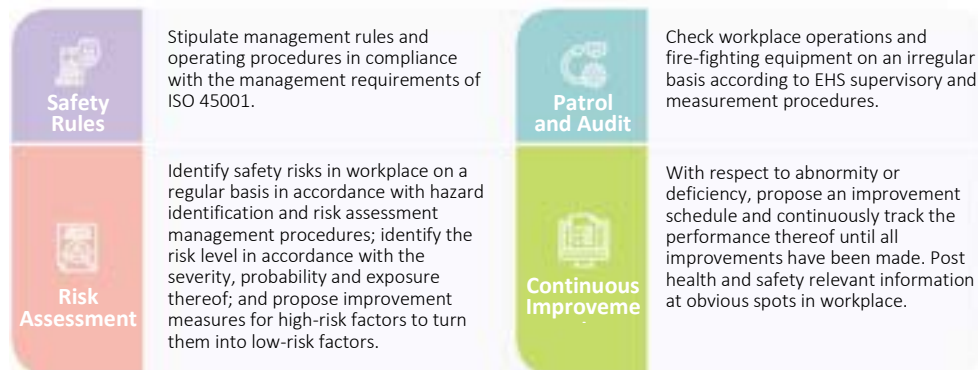 Safety
Rules
Stipulate management rules and
operating procedures in compliance
with the management requirements of
ISO 45001.
Patrol
and Audit
Check workplace operations and
fire-fighting equipment on an irregular
basis according to EHS supervisory and
measurement procedures.
Risk
Assessment
Identify safety risks in workplace on a
regular basis in accordance with hazard
identification and risk assessment
management procedures; identify the
risk level in accordance with the
severity, probability and exposure
thereof; and propose improvement
measures for high-risk factors to turn
them into low-risk factors.
Continuous
Improveme
With respect to abnormity or
deficiency, propose an improvement
schedule and continuously track the
performance thereof until all
improvements have been made. Post
health and safety relevant information
at obvious spots in workplace.